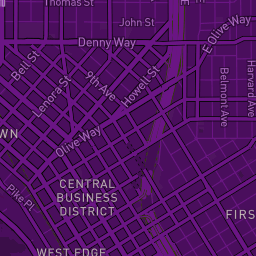 Thomas St
John St
Denny Way
E Olive Way
Bell St
9th Ave
Howell St
Lenora St
Belmont Ave
Harvard Ave
Olive Way
WN
Pike Pl
CENTRAL
BUSINESS
DISTRICT
FIRS
WEST EDGE